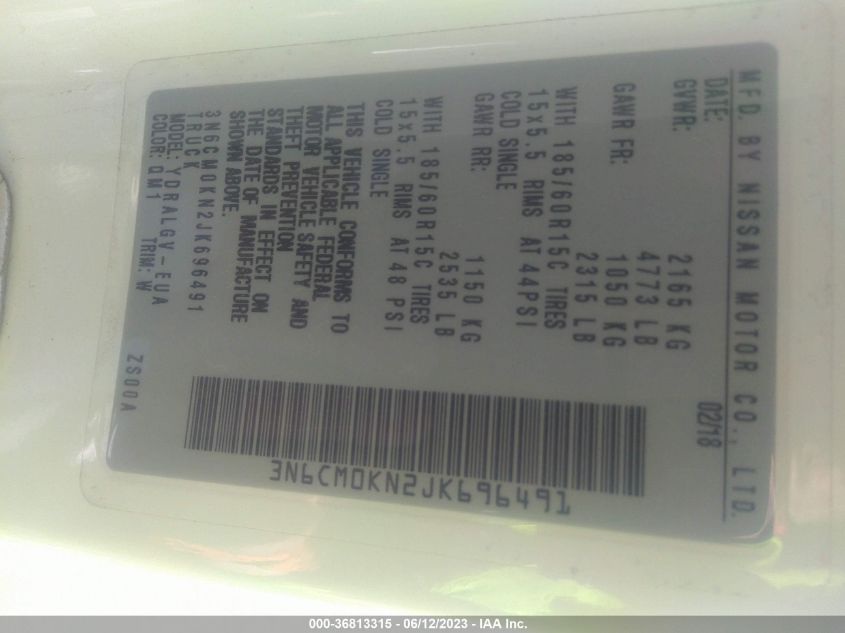 MFD. BY NISSAN MOTOR CO., LTD.
DATE: 02/18
GVWR: 2165 KG
4773 LB
GAWR FR: 1050 KG
2315 LB
WITH 185/60R15C TIRES
15x5.5 RIMS AT 44PSI
COLD SINGLE
GAWR RR: 1150 KG
2535 LB
WITH 185/60R15C TIRES
15x5.5 RIMS AT 48 PSI
COLD SINGLE
THIS VEHICLE CONFORMS TO
ALL APPLICABLE FEDERAL
MOTOR VEHICLE SAFETY AND
THEFT PREVENTION
STANDARDS IN EFFECT ON
THE DATE OF MANUFACTURE
SHOWN ABOVE.
3N6CM0KN2JK696491
TRUCK
MODEL: YDRALGV-EUA
COLOR: QM1 TRIM: W
ZS00A
3N6CM0KN2JK696491
000-36813315 - 06/12/2023 - IAA Inc.